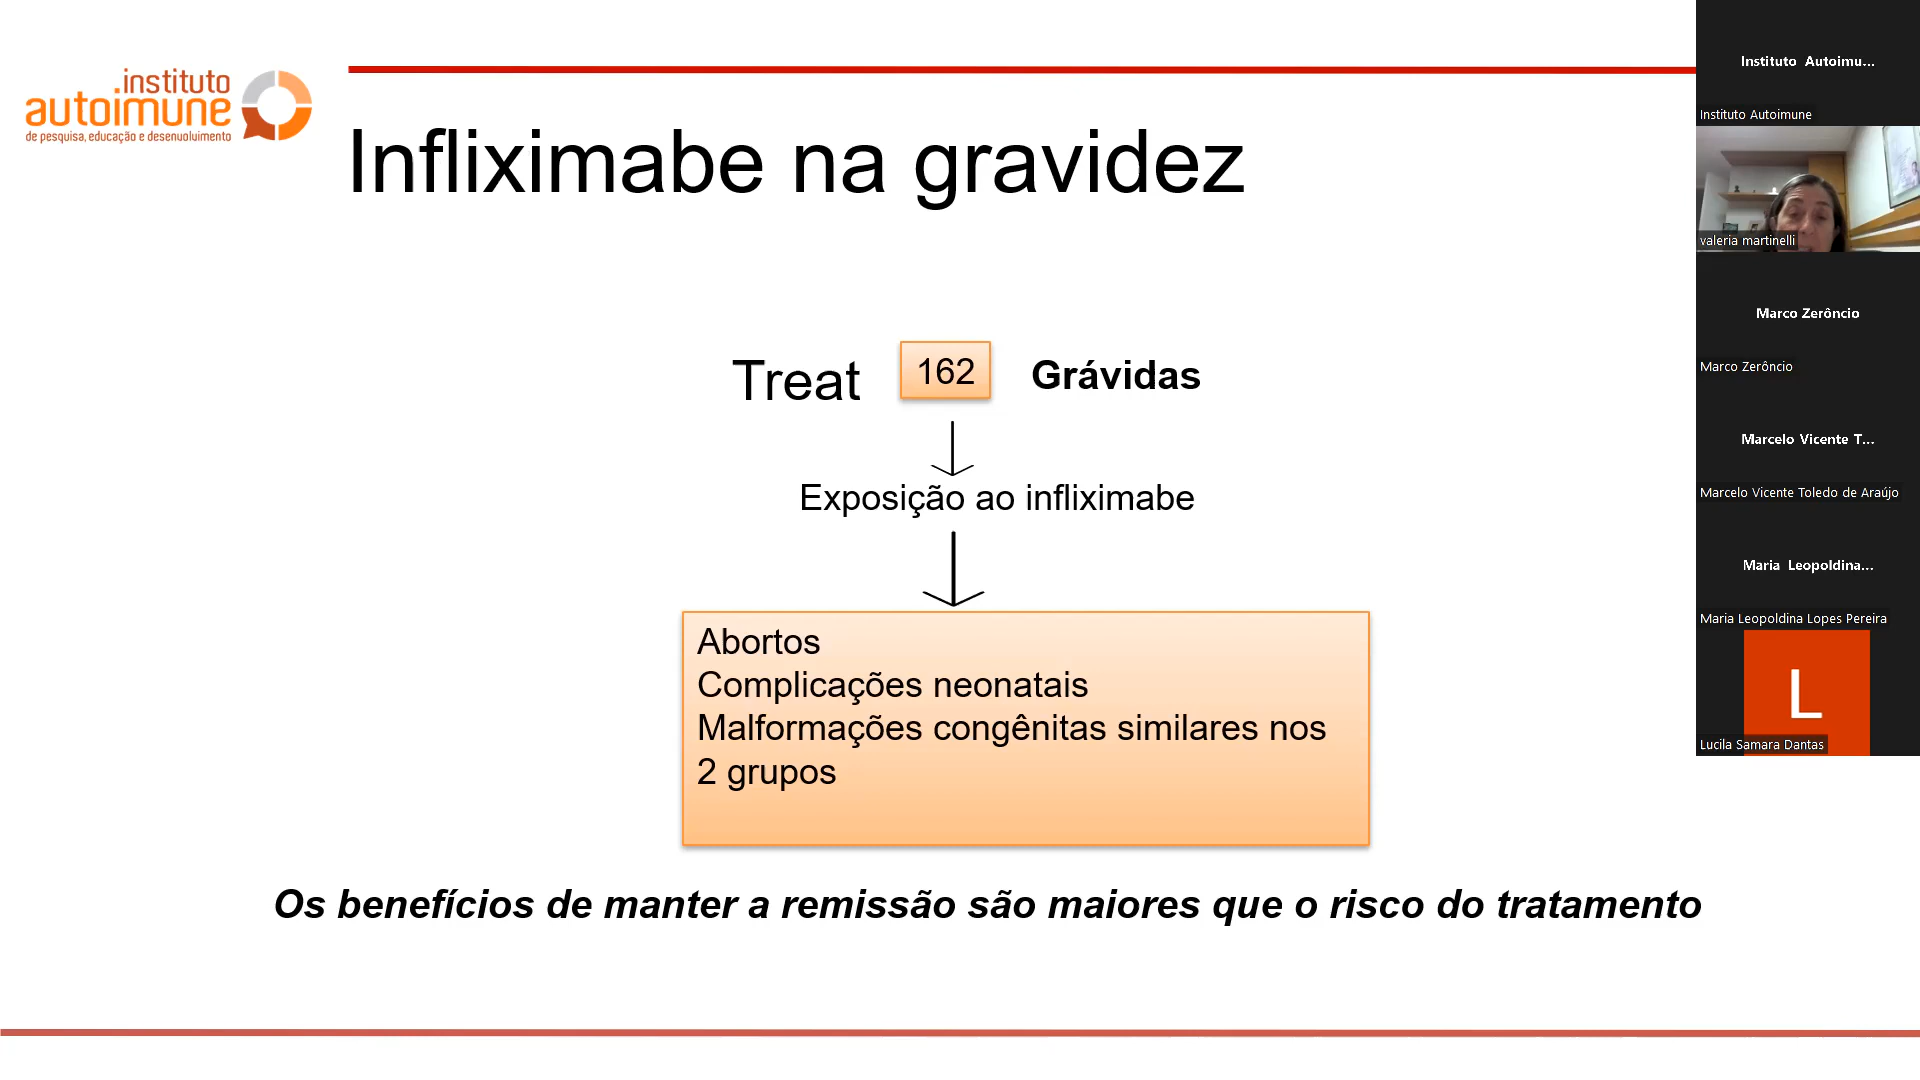 instituto
autoimune
de pesquisa, educação e desenvolvimento
Infliximabe na gravidez
Treat 162 Grávidas
Exposição ao infliximabe
Abortos
Complicações neonatais
Malformações congênitas similares nos
2 grupos
Os benefícios de manter a remissão são maiores que o risco do tratamento
Instituto Autoimu...
Instituto Autoimune
valeria martinelli
Marco Zerôncio
Marco Zerôncio
Marcelo Vicente T...
Marcelo Vicente Toledo de Araújo
Maria Leopoldina...
Maria Leopoldina Lopes Pereira
L
Lucila Samara Dantas